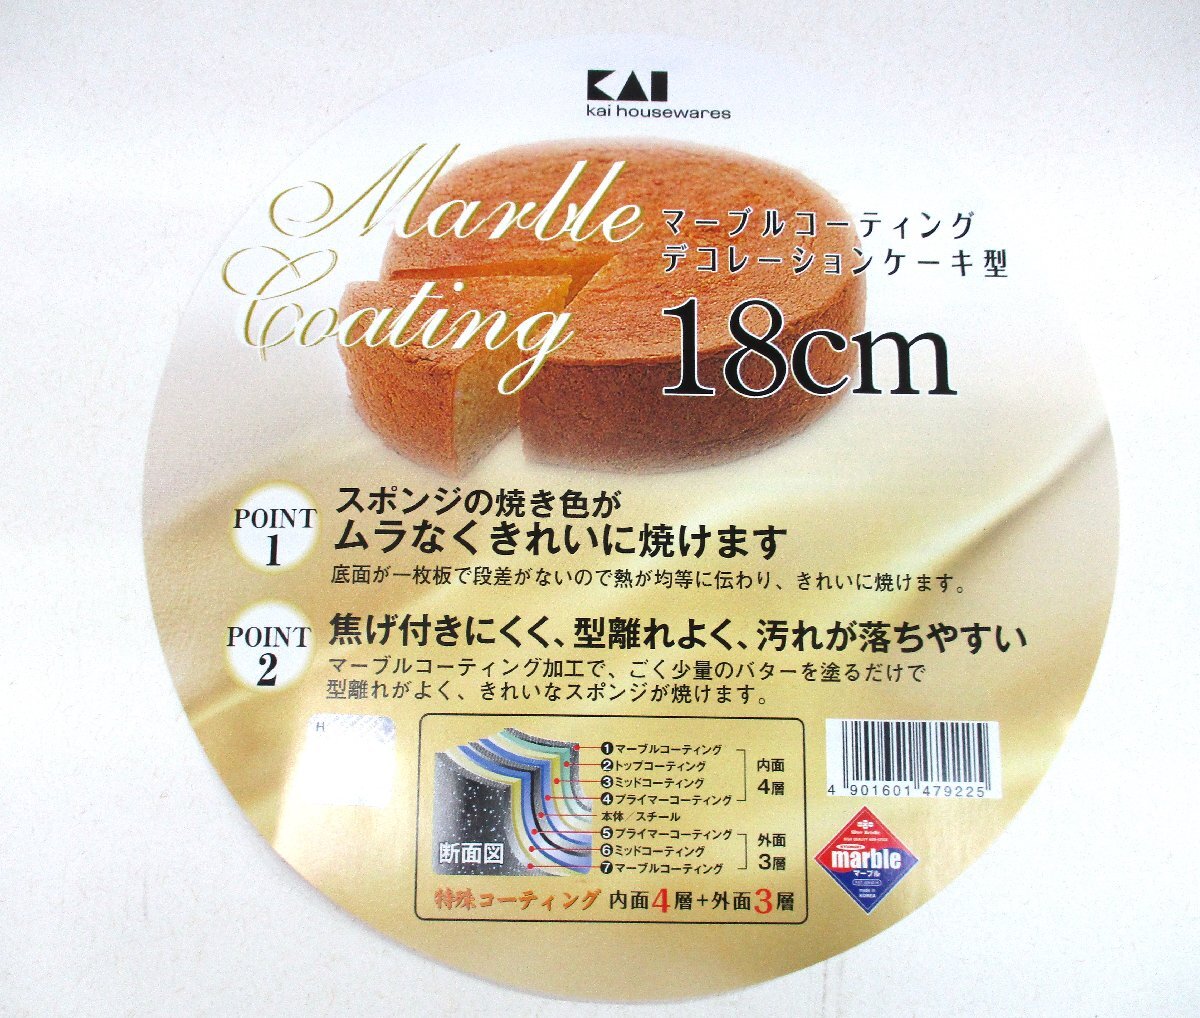 KAI
kai housewares
Marble
Coating
マーブルコーティング
デコレーションケーキ型
18cm
POINT
1
スポンジの焼き色が
ムラなくきれいに焼けます
底面が一枚板で段差がないので熱が均等に伝わり、きれいに焼けます。
POINT
2
焦げ付きにくく、型離れよく、汚れが落ちやすい
マーブルコーティング加工で、ごく少量のバターを塗るだけで
型離れがよく、きれいなスポンジが焼けます。
H
❶マーブルコーティング
❷トップコーティング
❸ミッドコーティング
❹プライマーコーティング
内面
4層
本体/スチール
❺プライマーコーティング
❻ミッドコーティング
❼マーブルコーティング
外面
3層
断面図
特殊コーティング 内面4層+外面3層
4 901601 479225
marble
マーブル
made in
KOREA